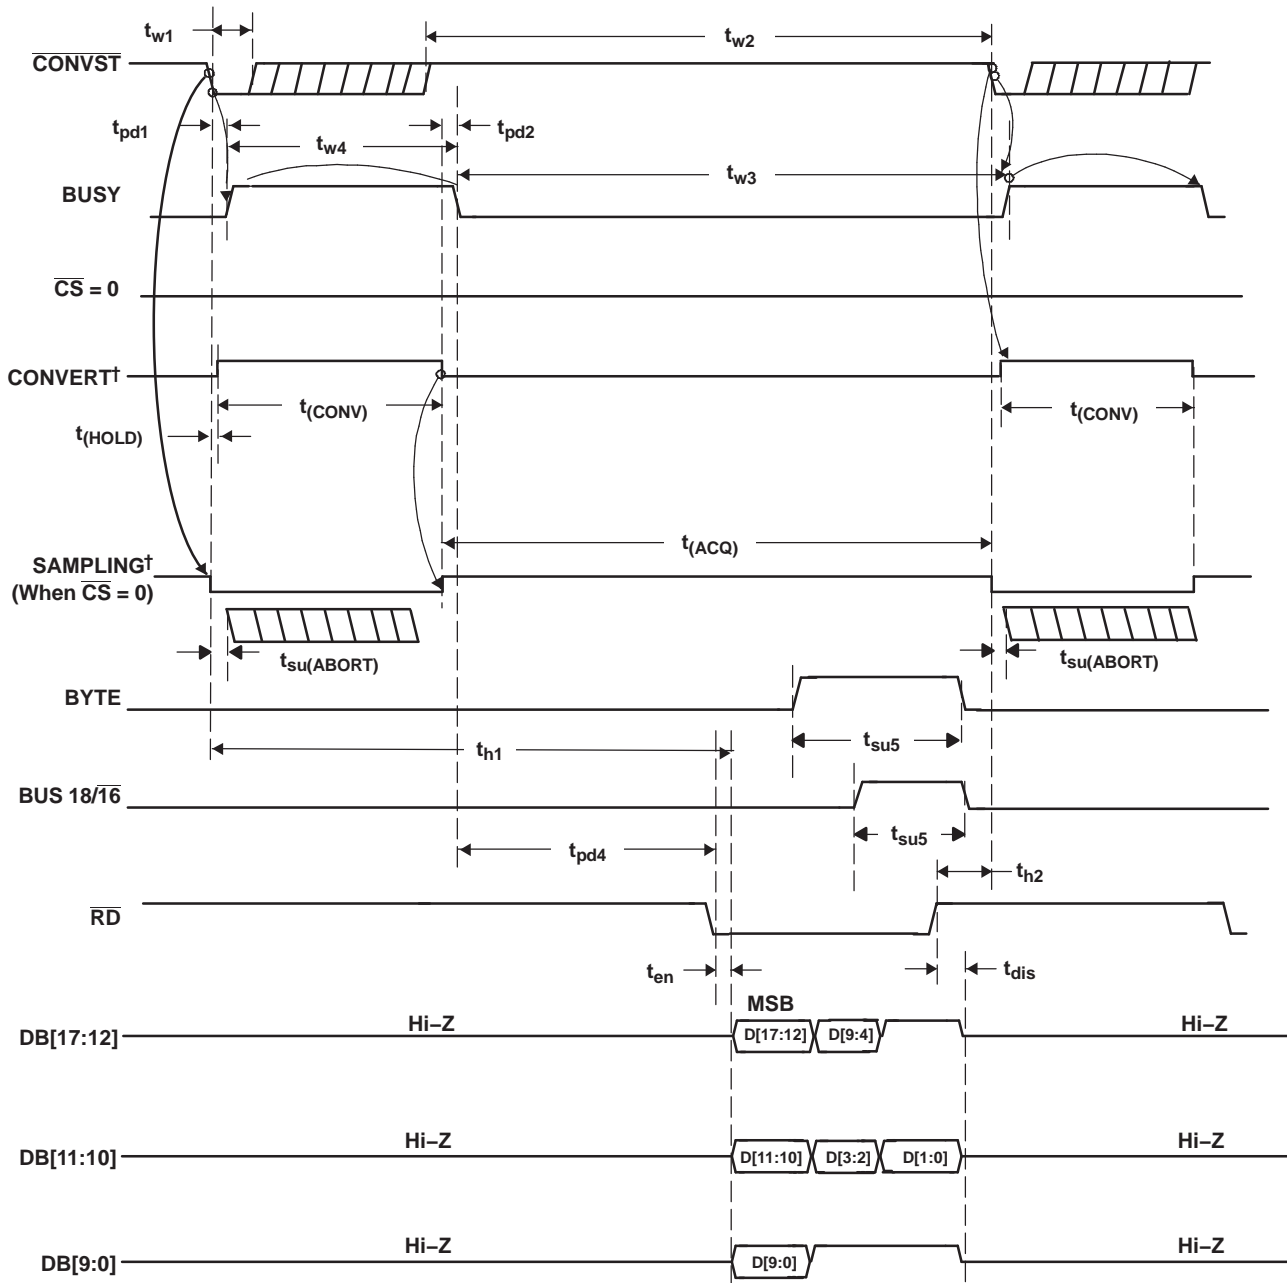 tw1
tw2
CONVST
tpd1
tw4
tpd2
tw3
BUSY
CS = 0
CONVERT†
t(CONV)
t(CONV)
t(HOLD)
t(ACQ)
SAMPLING†
(When CS = 0)
tsu(ABORT)
tsu(ABORT)
BYTE
th1
tsu5
BUS 18/16
tsu5
tpd4
th2
RD
ten
tdis
MSB
Hi–Z
Hi–Z
DB[17:12]
D[17:12]
D[9:4]
Hi–Z
Hi–Z
DB[11:10]
D[11:10]
D[3:2]
D[1:0]
Hi–Z
Hi–Z
DB[9:0]
D[9:0]